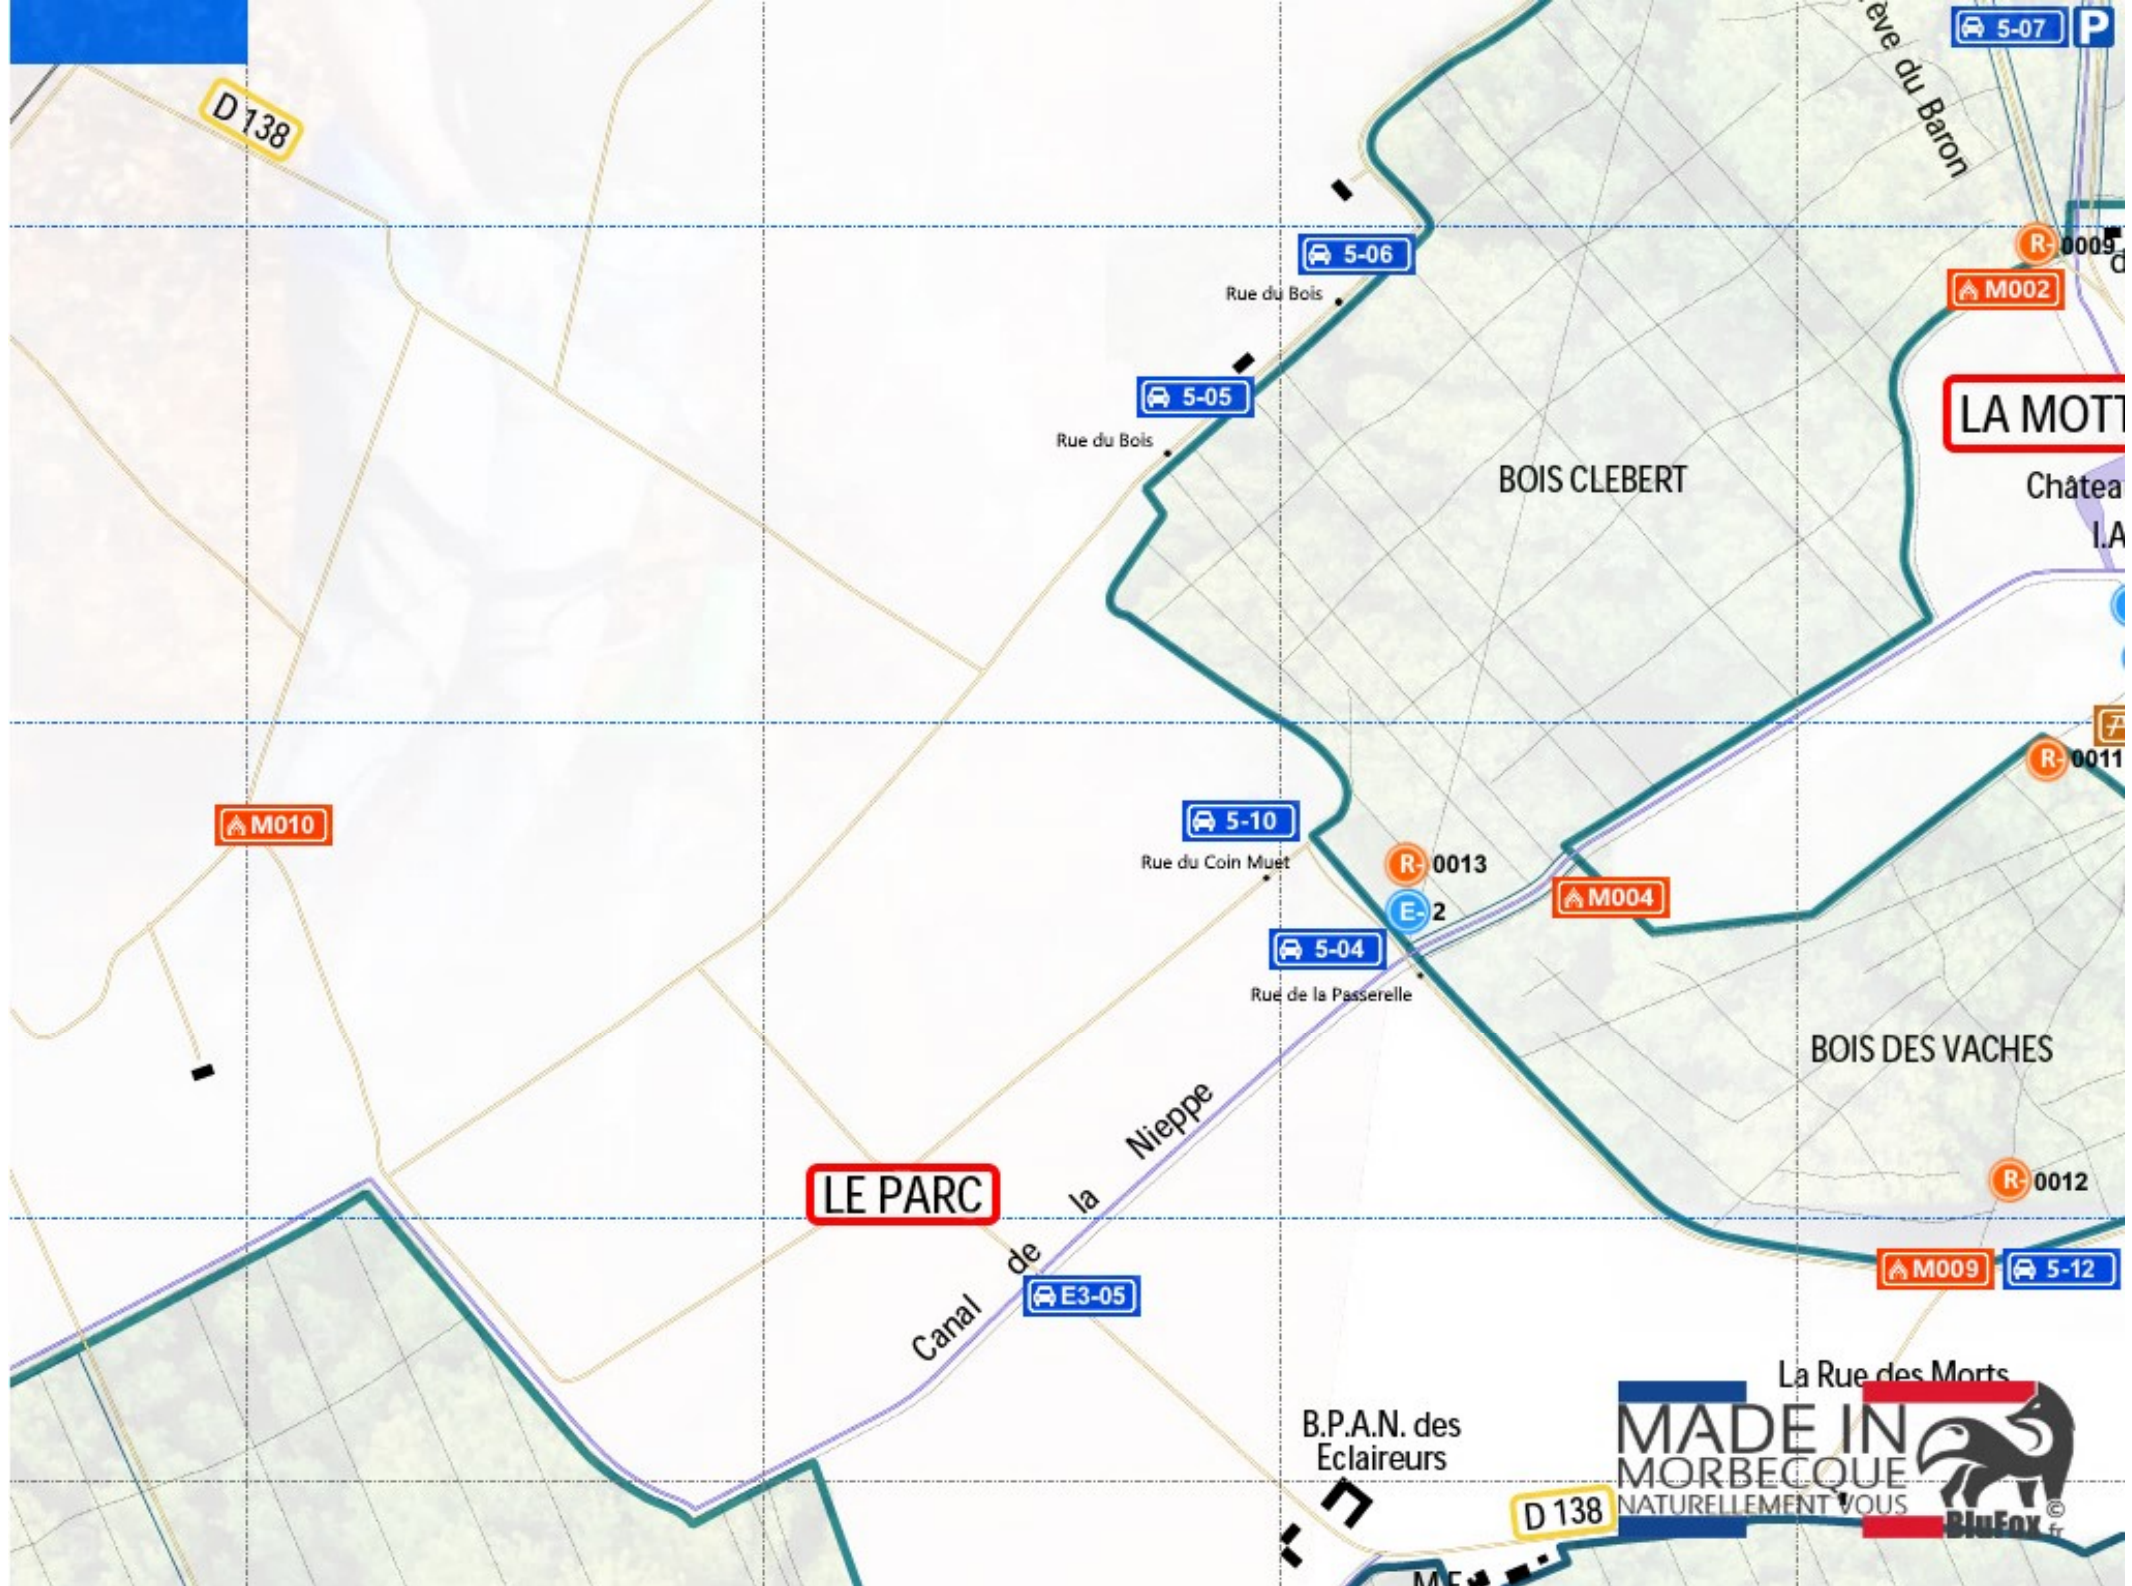 5-07 P
ève du Baron
D 138
R- 0009
5-06
M002
Rue du Bois
5-05
LA MOTT
Rue du Bois
BOIS CLEBERT
Châtea
I.A
R- 0011
5-10
M010
Rue du Coin Muet
R- 0013
M004
E- 2
5-04
Rue de la Passerelle
BOIS DES VACHES
Canal de la Nieppe
R- 0012
LE PARC
M009
5-12
E3-05
La Rue des Morts
B.P.A.N. des
Eclaireurs
MADE IN
MORBECQUE
NATURELLEMENT VOUS
D 138
©
BluFox.fr